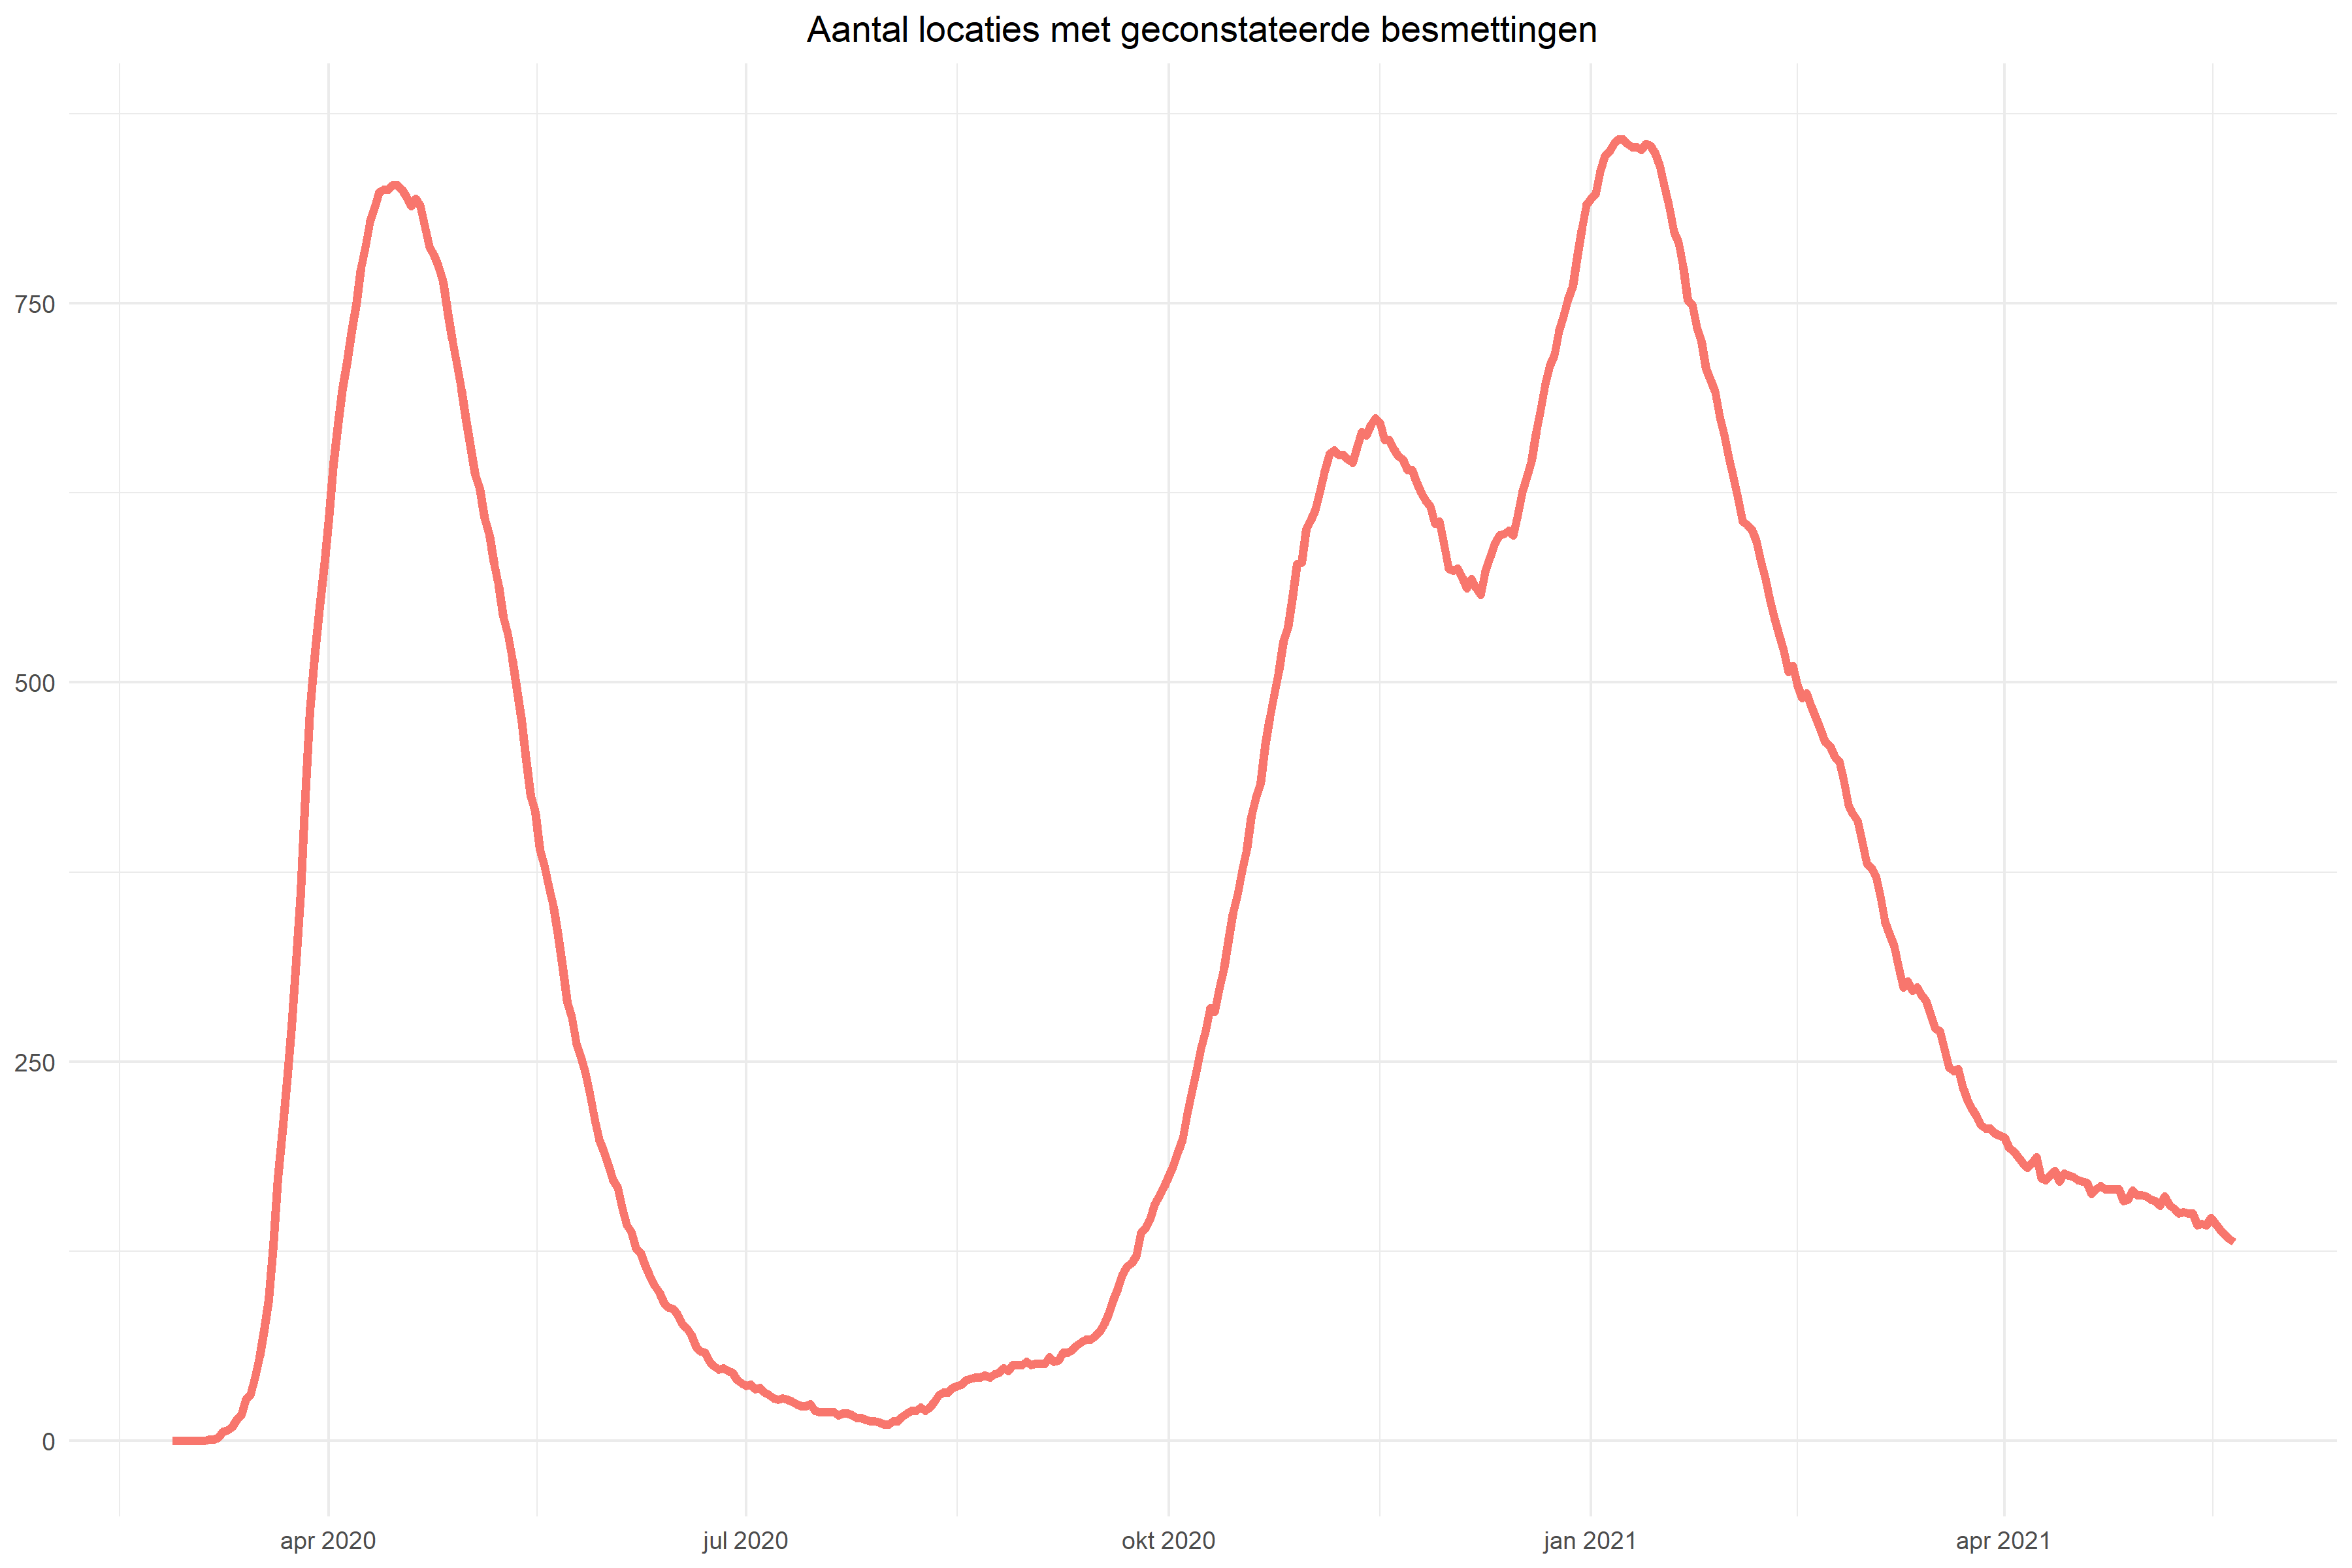 Aantal locaties met geconstateerde besmettingen
750
500
250
0
apr 2020
jul 2020
okt 2020
jan 2021
apr 2021